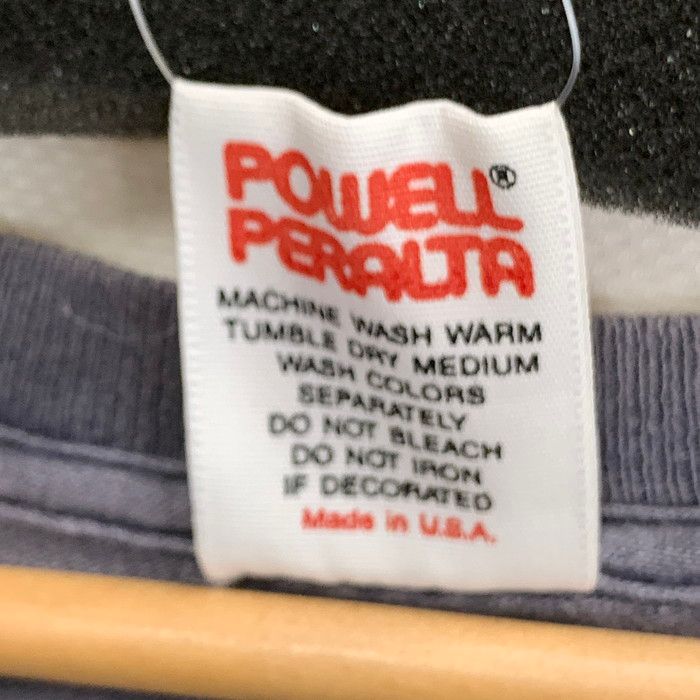 POWELL®
PERALTA
MACHINE WASH WARM
TUMBLE DRY MEDIUM
WASH COLORS
SEPARATELY
DO NOT BLEACH
DO NOT IRON
IF DECORATED
Made in U.S.A.